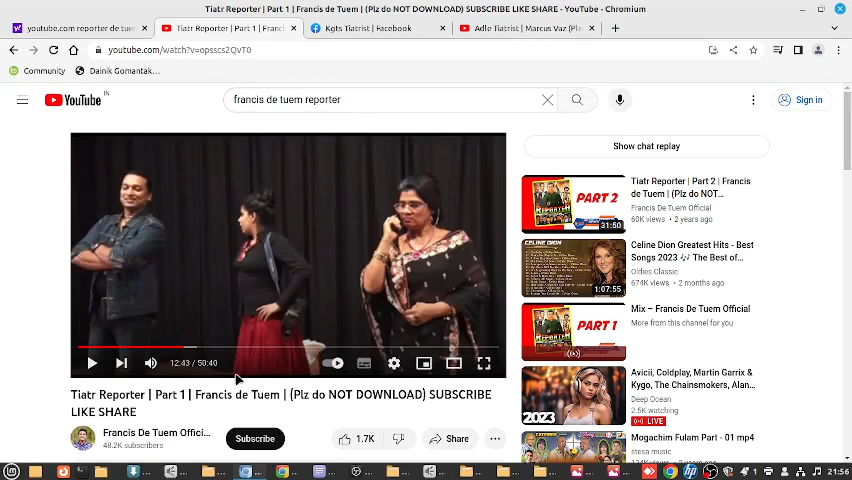 Tiatr Reporter | Part 1 | Francis de Tuem | (Plz do NOT DOWNLOAD) SUBSCRIBE LIKE SHARE - YouTube - Chromium
youtube.com reporter de tuem
Tiatr Reporter | Part 1 | Franci
Kgts Tiatrist | Facebook
Adle Tiatrist | Marcus Vaz (Ple
youtube.com/watch?v=opsscs2QvT0
Community
Dainik Gomantak...
YouTube IN
francis de tuem reporter
Sign in
Show chat replay
PART 2
REPORTER
31:50
Tiatr Reporter | Part 2 | Francis
de Tuem | (Plz do NOT...
Francis De Tuem Official
60K views • 2 years ago
1:07:55
Celine Dion Greatest Hits - Best
Songs 2023 🎶 The Best of...
Oldies Classic
674K views • 2 months ago
PART 1
REPORTER
Mix – Francis De Tuem Official
More from this channel for you
2023
Avicii, Coldplay, Martin Garrix &
Kygo, The Chainsmokers, Alan...
Deep Ocean
2.5K watching
LIVE
Mogachim Fulam Part - 01 mp4
stesa music
12:43 / 50:40
Tiatr Reporter | Part 1 | Francis de Tuem | (Plz do NOT DOWNLOAD) SUBSCRIBE
LIKE SHARE
Francis De Tuem Offici...
48.2K subscribers
Subscribe
1.7K
Share
21:56